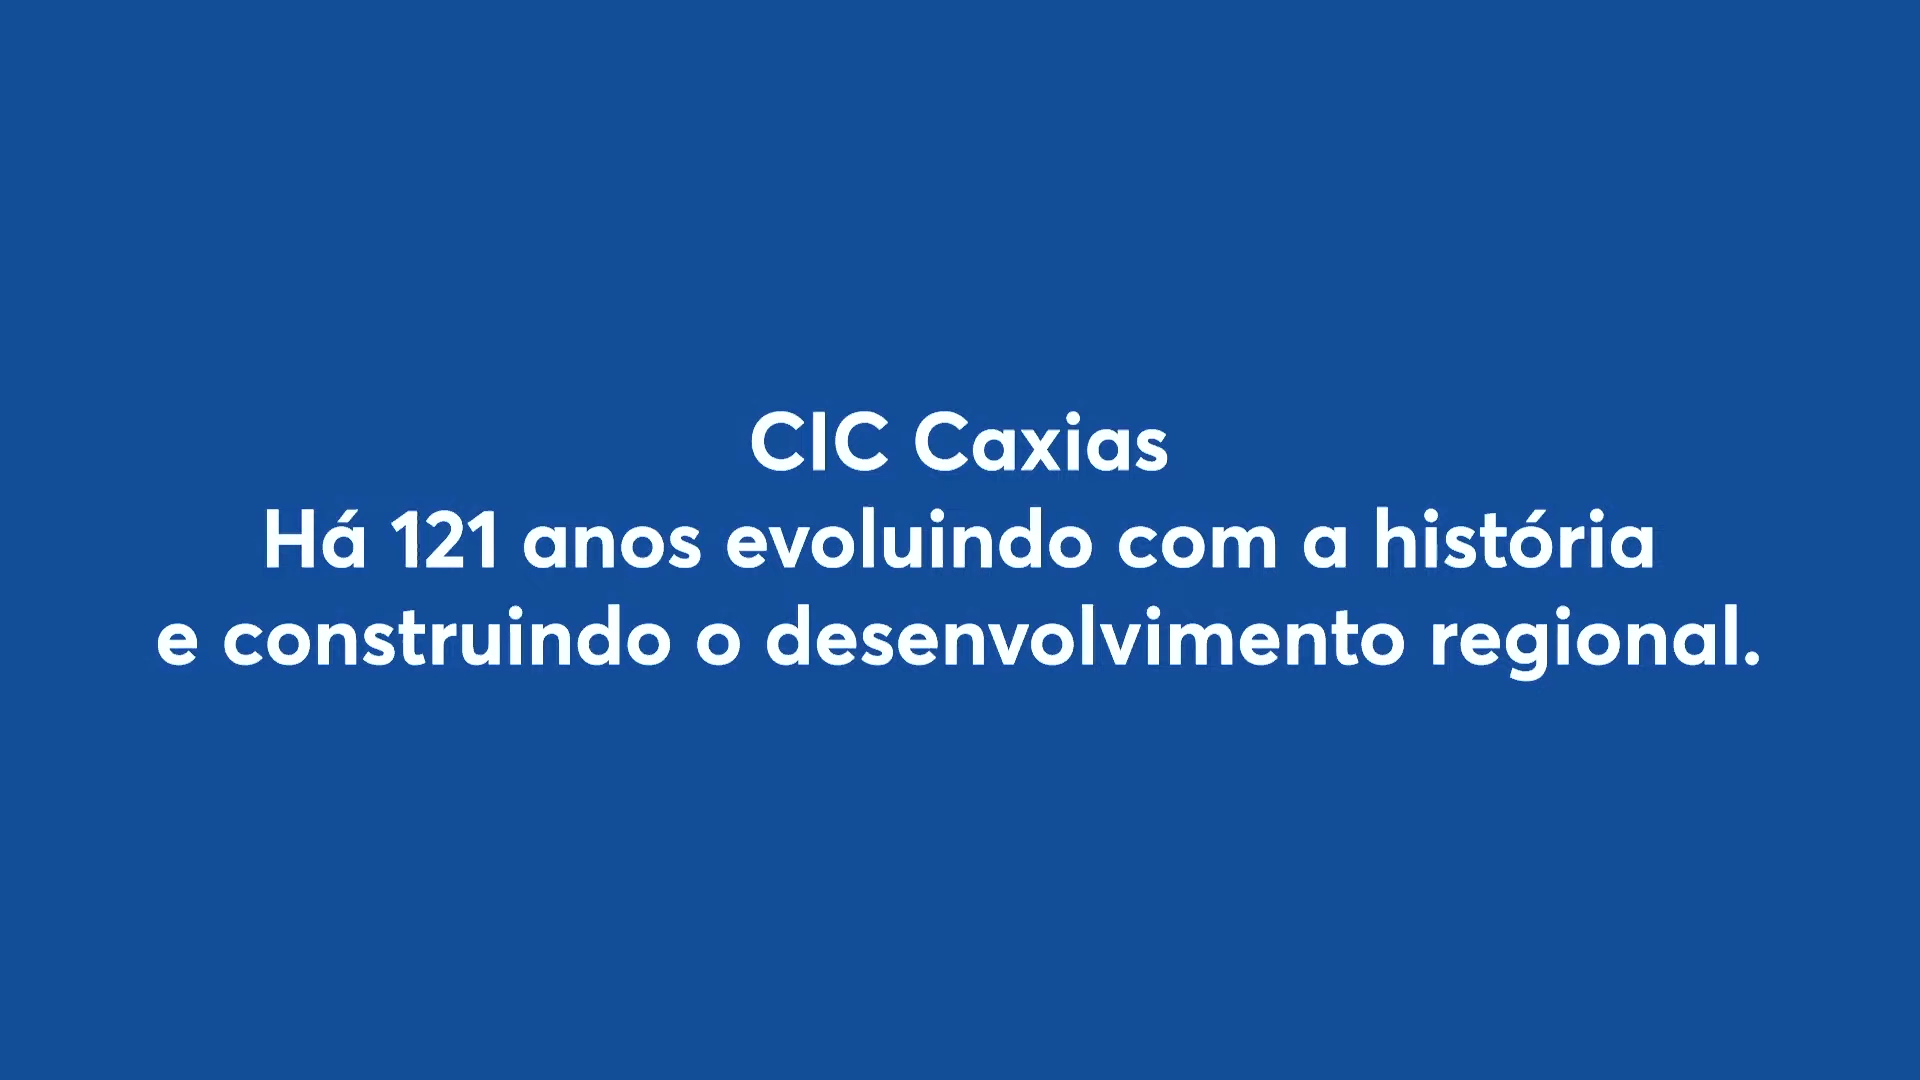 CIC Caxias
Há 121 anos evoluindo com a história
e construindo o desenvolvimento regional.